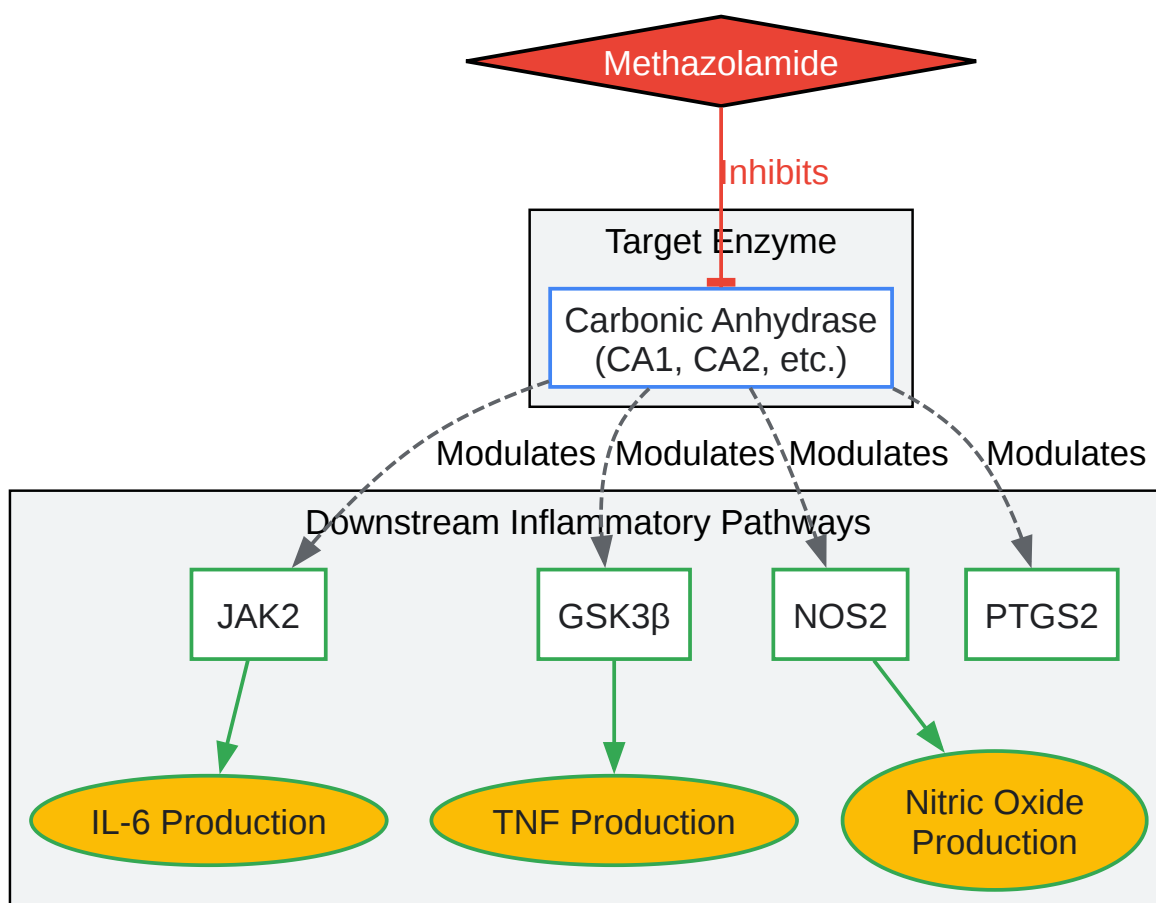 Methazolamide
Inhibits
Target Enzyme
Carbonic Anhydrase
(CA1, CA2, etc.)
Modulates
Modulates
Modulates
Modulates
Downstream Inflammatory Pathways
JAK2
GSK3β
NOS2
PTGS2
IL-6 Production
TNF Production
Nitric Oxide
Production